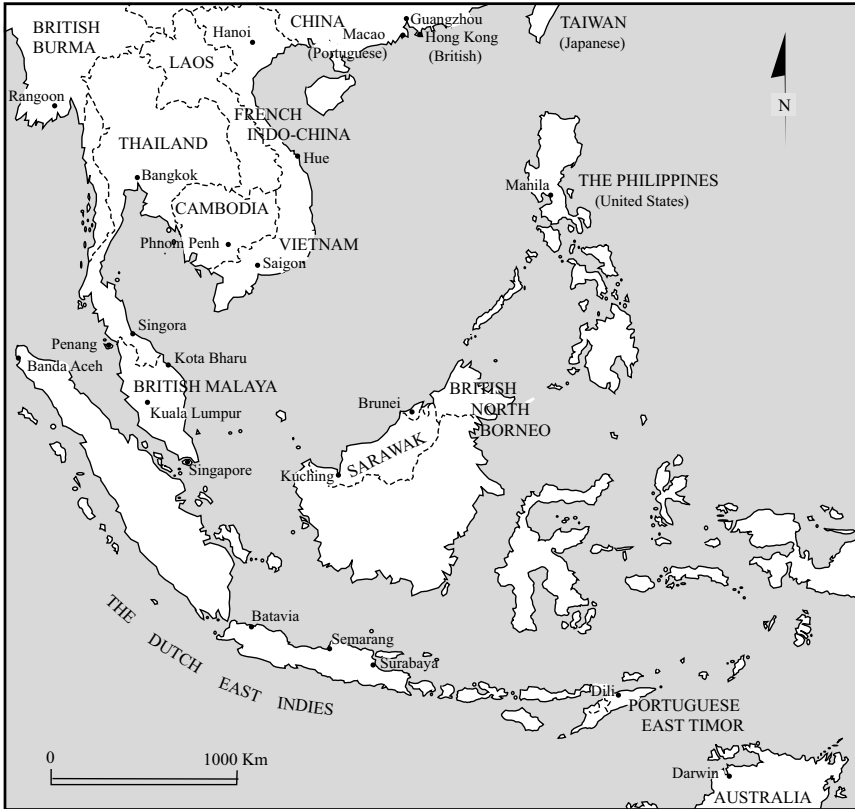 BRITISH
BURMA
CHINA
Guangzhou
TAIWAN
(Japanese)
Hanoi
Macao
(Portuguese)
Hong Kong
(British)
LAOS
N
Rangoon
FRENCH
INDO-CHINA
THAILAND
Hue
Bangkok
Manila
THE PHILIPPINES
(United States)
CAMBODIA
Phnom Penh
VIETNAM
Saigon
Singora
Penang
Kota Bharu
Banda Aceh
BRITISH MALAYA
Kuala Lumpur
Brunei
BRITISH
NORTH
BORNEO
SARAWAK
Singapore
Kuching
THE DUTCH EAST INDIES
Batavia
Semarang
Surabaya
Dili
PORTUGUESE
EAST TIMOR
0
1000 Km
Darwin
AUSTRALIA